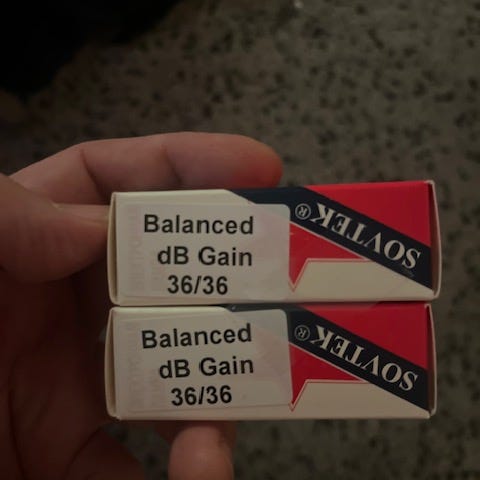 Balanced
dB Gain
36/36
SOVTEK®
Balanced
dB Gain
36/36
SOVTEK®